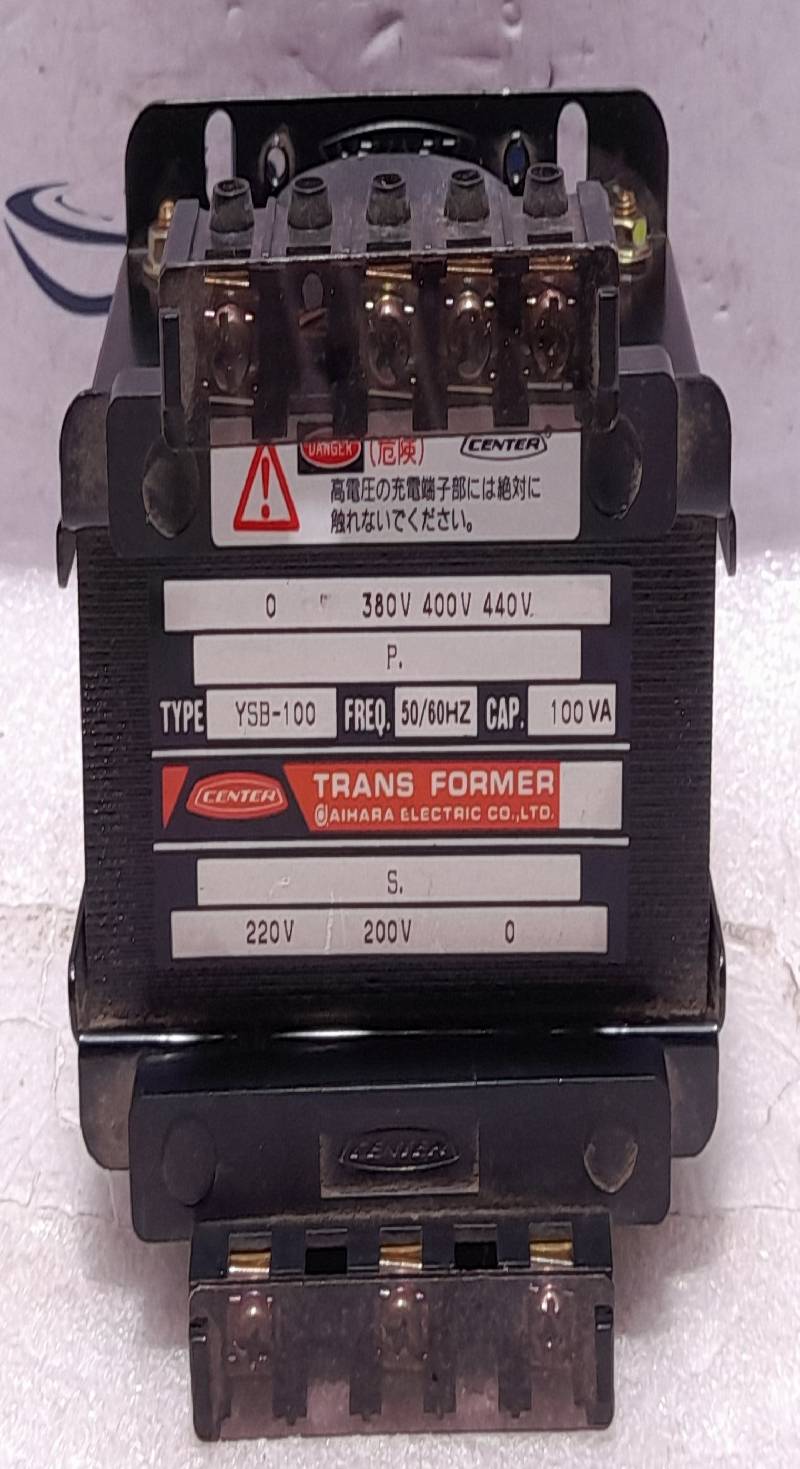 DANGER (危険) CENTER
高電圧の充電端子部には絶対に
触れないでください。
0 380V 400V 440V
P.
TYPE YSB-100 FREQ. 50/60HZ CAP. 100 VA
CENTER TRANS FORMER
AIHARA ELECTRIC CO.,LTD.
S.
220V 200V 0
CENTER